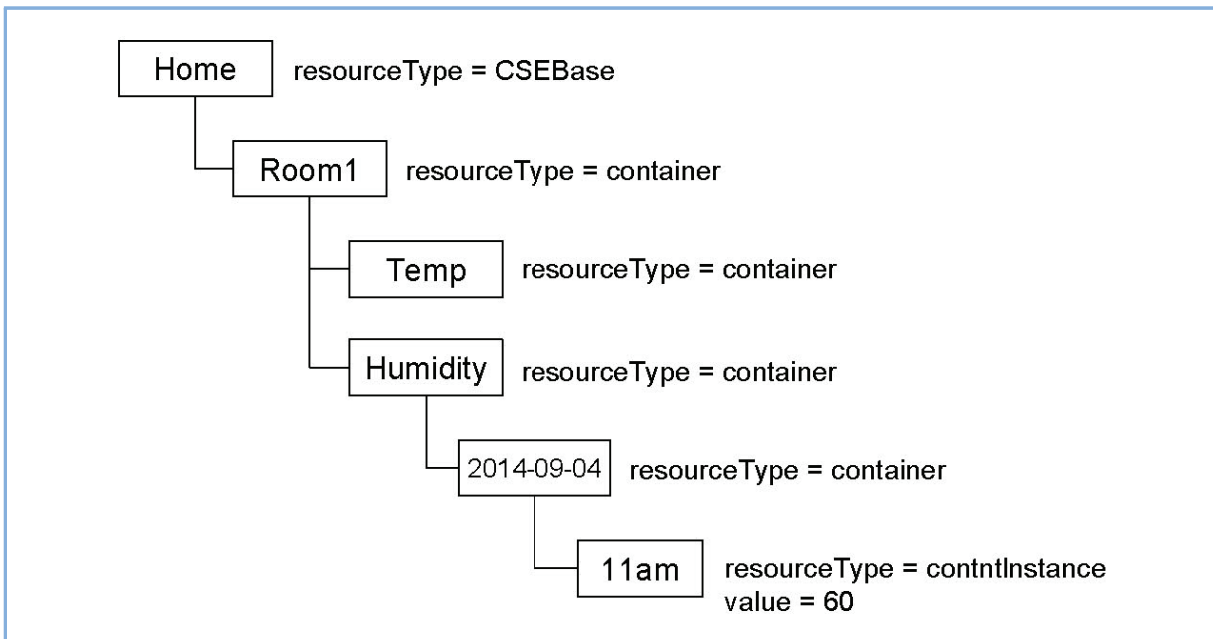 Home resourceType = CSEBase
Room1 resourceType = container
Temp resourceType = container
Humidity resourceType = container
2014-09-04 resourceType = container
11am resourceType = contntInstance
value = 60